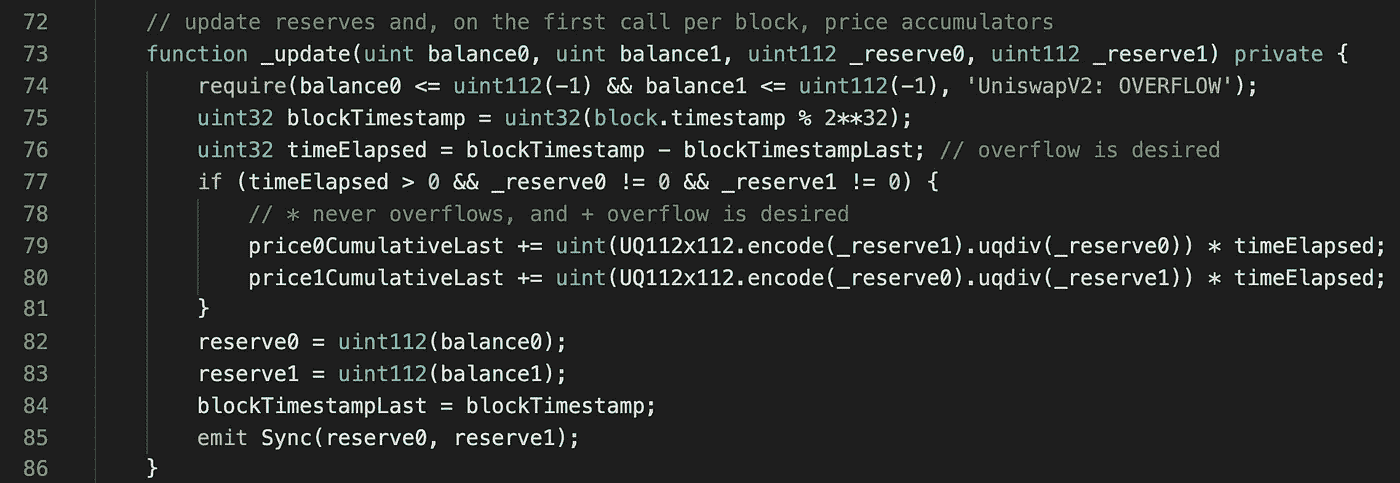 72 // update reserves and, on the first call per block, price accumulators
73 function _update(uint balance0, uint balance1, uint112 _reserve0, uint112 _reserve1) private {
74 require(balance0 <= uint112(-1) && balance1 <= uint112(-1), 'UniswapV2: OVERFLOW');
75 uint32 blockTimestamp = uint32(block.timestamp % 2**32);
76 uint32 timeElapsed = blockTimestamp - blockTimestampLast; // overflow is desired
77 if (timeElapsed > 0 && _reserve0 != 0 && _reserve1 != 0) {
78 // * never overflows, and + overflow is desired
79 price0CumulativeLast += uint(UQ112x112.encode(_reserve1).uqdiv(_reserve0)) * timeElapsed;
80 price1CumulativeLast += uint(UQ112x112.encode(_reserve0).uqdiv(_reserve1)) * timeElapsed;
81 }
82 reserve0 = uint112(balance0);
83 reserve1 = uint112(balance1);
84 blockTimestampLast = blockTimestamp;
85 emit Sync(reserve0, reserve1);
86 }